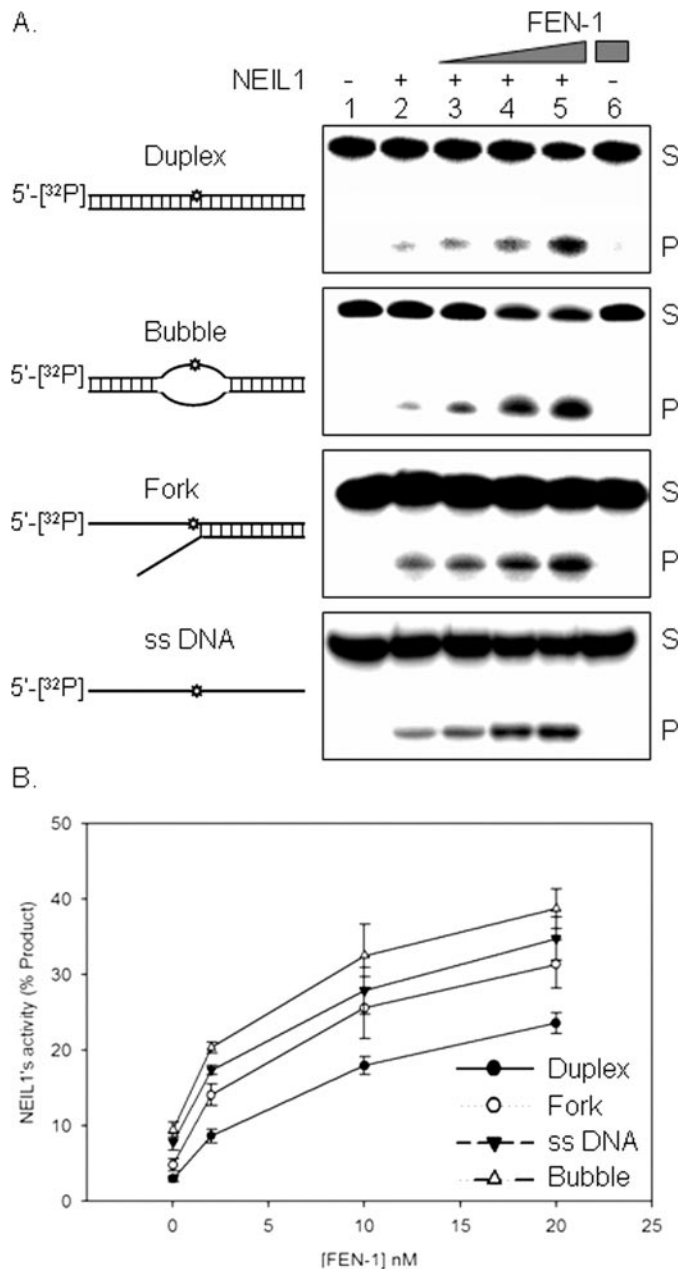 A.
FEN-1
NEIL1 - + + + + -
1 2 3 4 5 6
Duplex
5'-[³²P]
S
P
Bubble
5'-[³²P]
S
P
Fork
5'-[³²P]
S
P
ss DNA
5'-[³²P]
S
P
B.
NEIL1's activity (% Product)
50
40
30
20
10
0
0 5 10 15 20 25
[FEN-1] nM
Duplex
Fork
ss DNA
Bubble